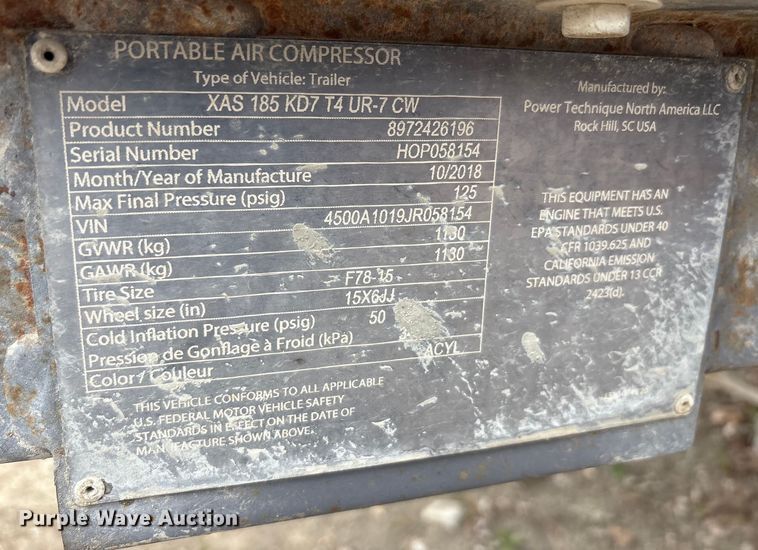 PORTABLE AIR COMPRESSOR
Type of Vehicle: Trailer
Model XAS 185 KD7 T4 UR-7 CW
Product Number 8972426196
Serial Number HOP058154
Month/Year of Manufacture 10/2018
Max Final Pressure (psig) 125
VIN 4500A1019JR058154
GVWR (kg) 1130
GAWR (kg) 1130
Tire Size F78-15
Wheel size (in) 15X6JJ
Cold Inflation Pressure (psig) 50
Pression de Gonflage à Froid (kPa)
Color / Couleur ACYL
THIS VEHICLE CONFORMS TO ALL APPLICABLE
U.S. FEDERAL MOTOR VEHICLE SAFETY
STANDARDS IN EFFECT ON THE DATE OF
MANUFACTURE SHOWN ABOVE.
Manufactured by:
Power Technique North America LLC
Rock Hill, SC USA
THIS EQUIPMENT HAS AN
ENGINE THAT MEETS U.S.
EPA STANDARDS UNDER 40
CFR 1039.625 AND
CALIFORNIA EMISSION
STANDARDS UNDER 13 CCR
2423(d).
Purple Wave Auction